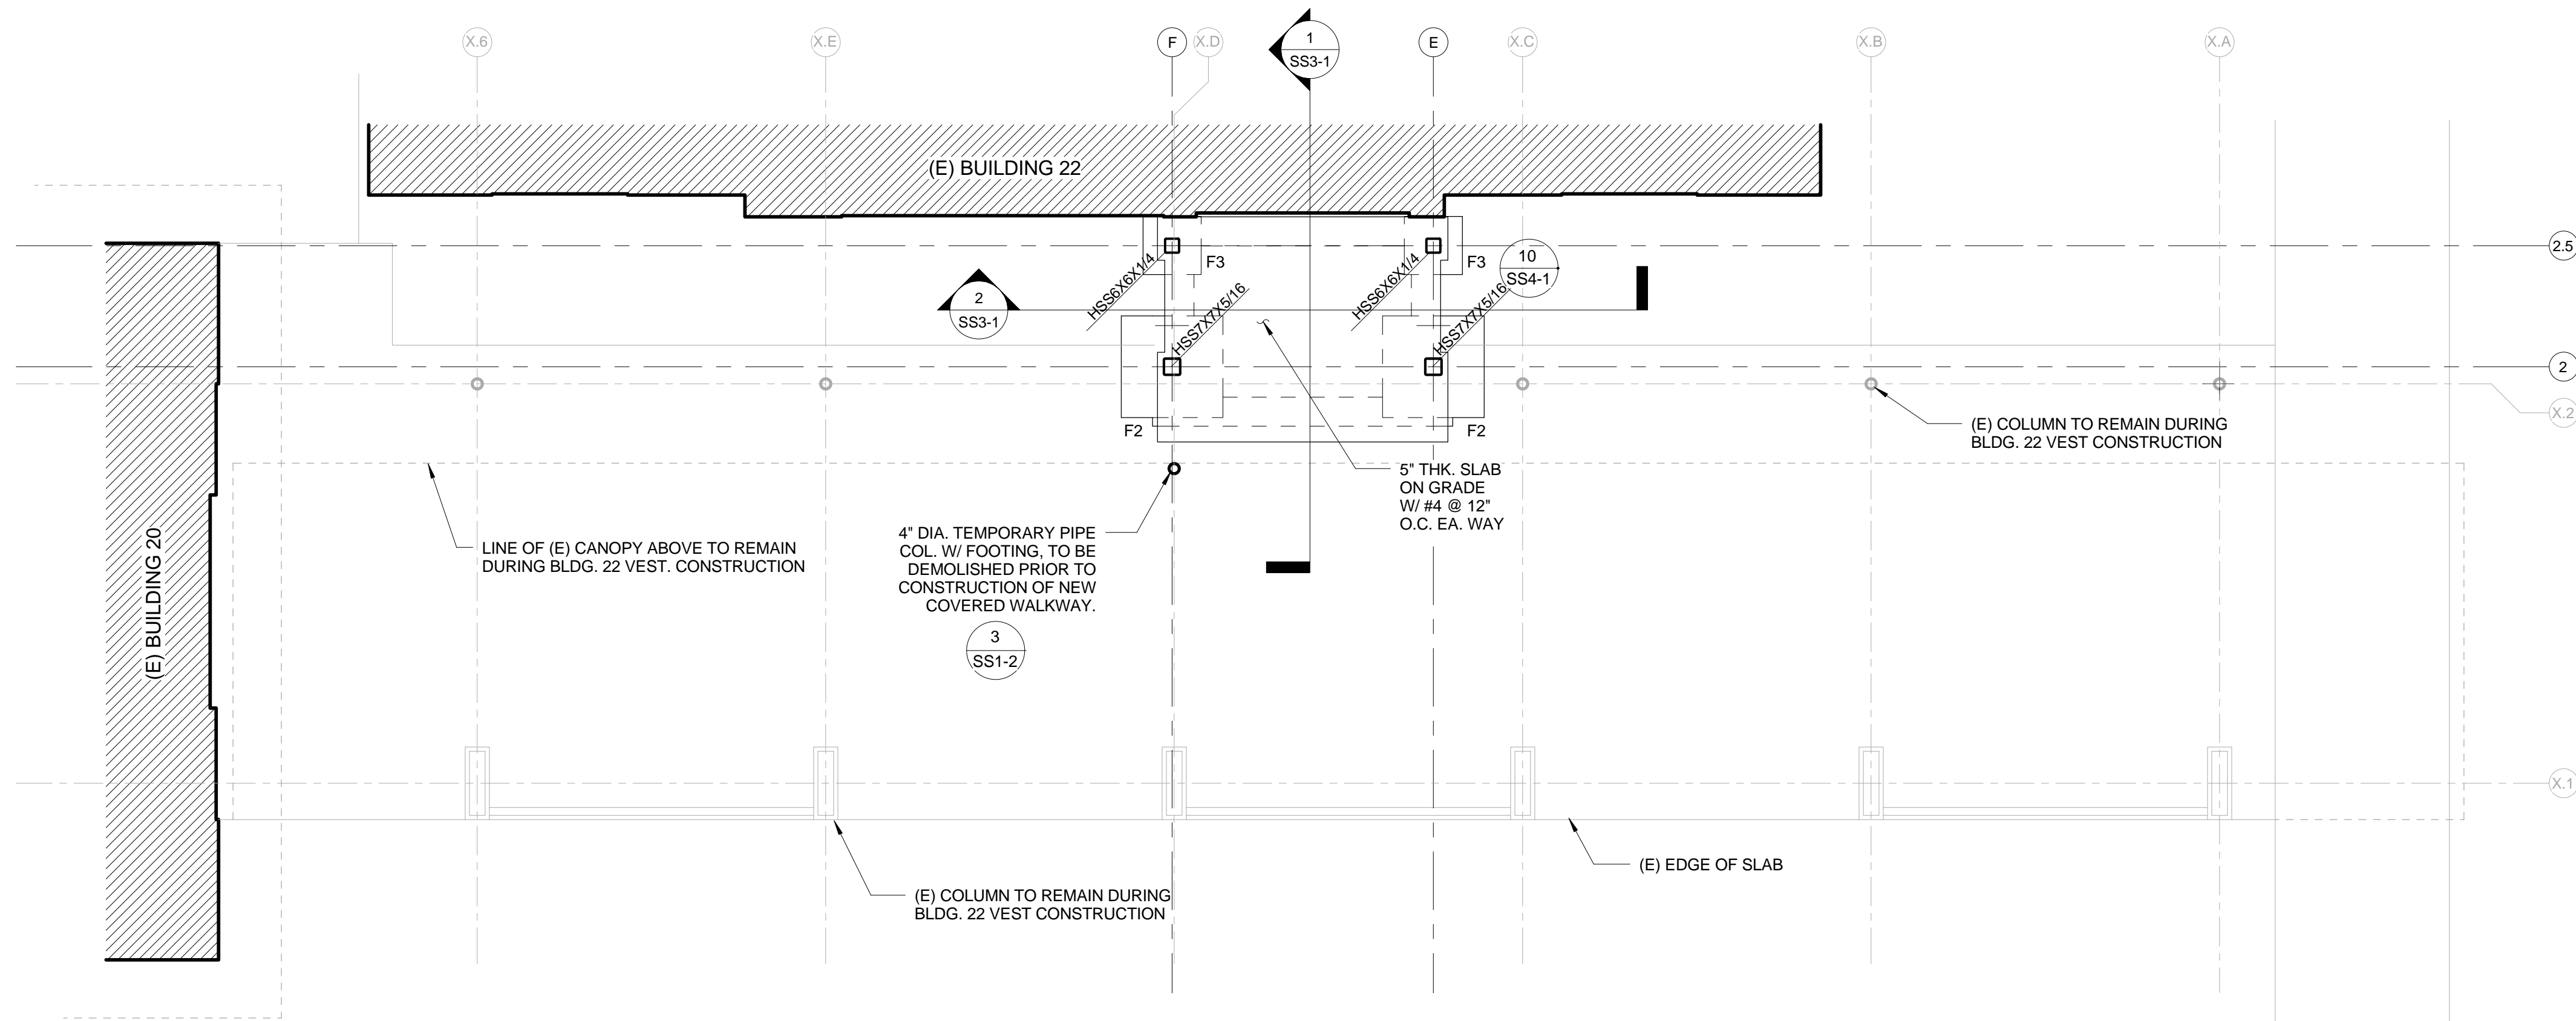 X.6
X.E
F
X.D
1
SS3-1
E
X.C
X.B
X.A
(E) BUILDING 22
2.5
F3
F3
10
SS4-1
HSS6X6X1/4
HSS6X6X1/4
2
SS3-1
HSS7X7X5/16
HSS7X7X5/16
2
X.2
F2
F2
(E) COLUMN TO REMAIN DURING
BLDG. 22 VEST CONSTRUCTION
5" THK. SLAB
ON GRADE
W/ #4 @ 12"
O.C. EA. WAY
4" DIA. TEMPORARY PIPE
COL. W/ FOOTING, TO BE
DEMOLISHED PRIOR TO
CONSTRUCTION OF NEW
COVERED WALKWAY.
3
SS1-2
LINE OF (E) CANOPY ABOVE TO REMAIN
DURING BLDG. 22 VEST. CONSTRUCTION
(E) BUILDING 20
X.1
(E) EDGE OF SLAB
(E) COLUMN TO REMAIN DURING
BLDG. 22 VEST CONSTRUCTION